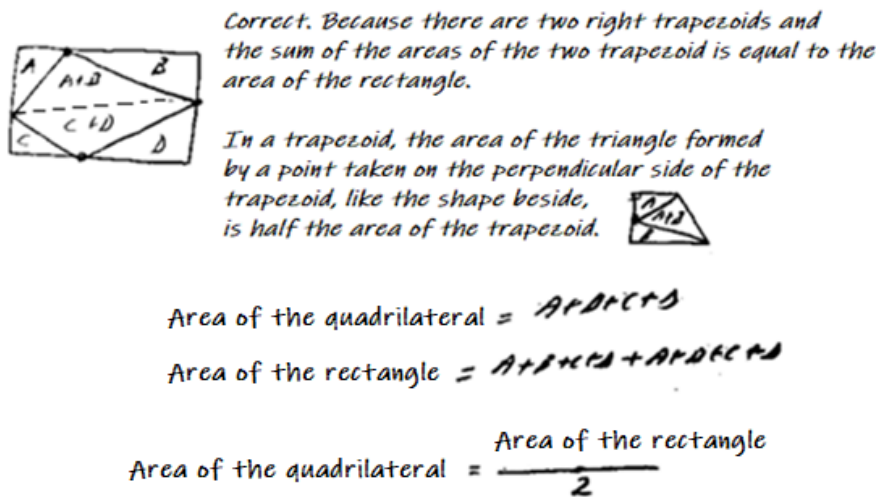 Correct. Because there are two right trapezoids and
the sum of the areas of the two trapezoid is equal to the
area of the rectangle.
A
A+B
B
C+D
C
D
In a trapezoid, the area of the triangle formed
by a point taken on the perpendicular side of the
trapezoid, like the shape beside,
is half the area of the trapezoid.
A
A+B
Area of the quadrilateral = A+B+C+D
Area of the rectangle = A+B+C+D+A+B+C+D
Area of the quadrilateral = Area of the rectangle
2